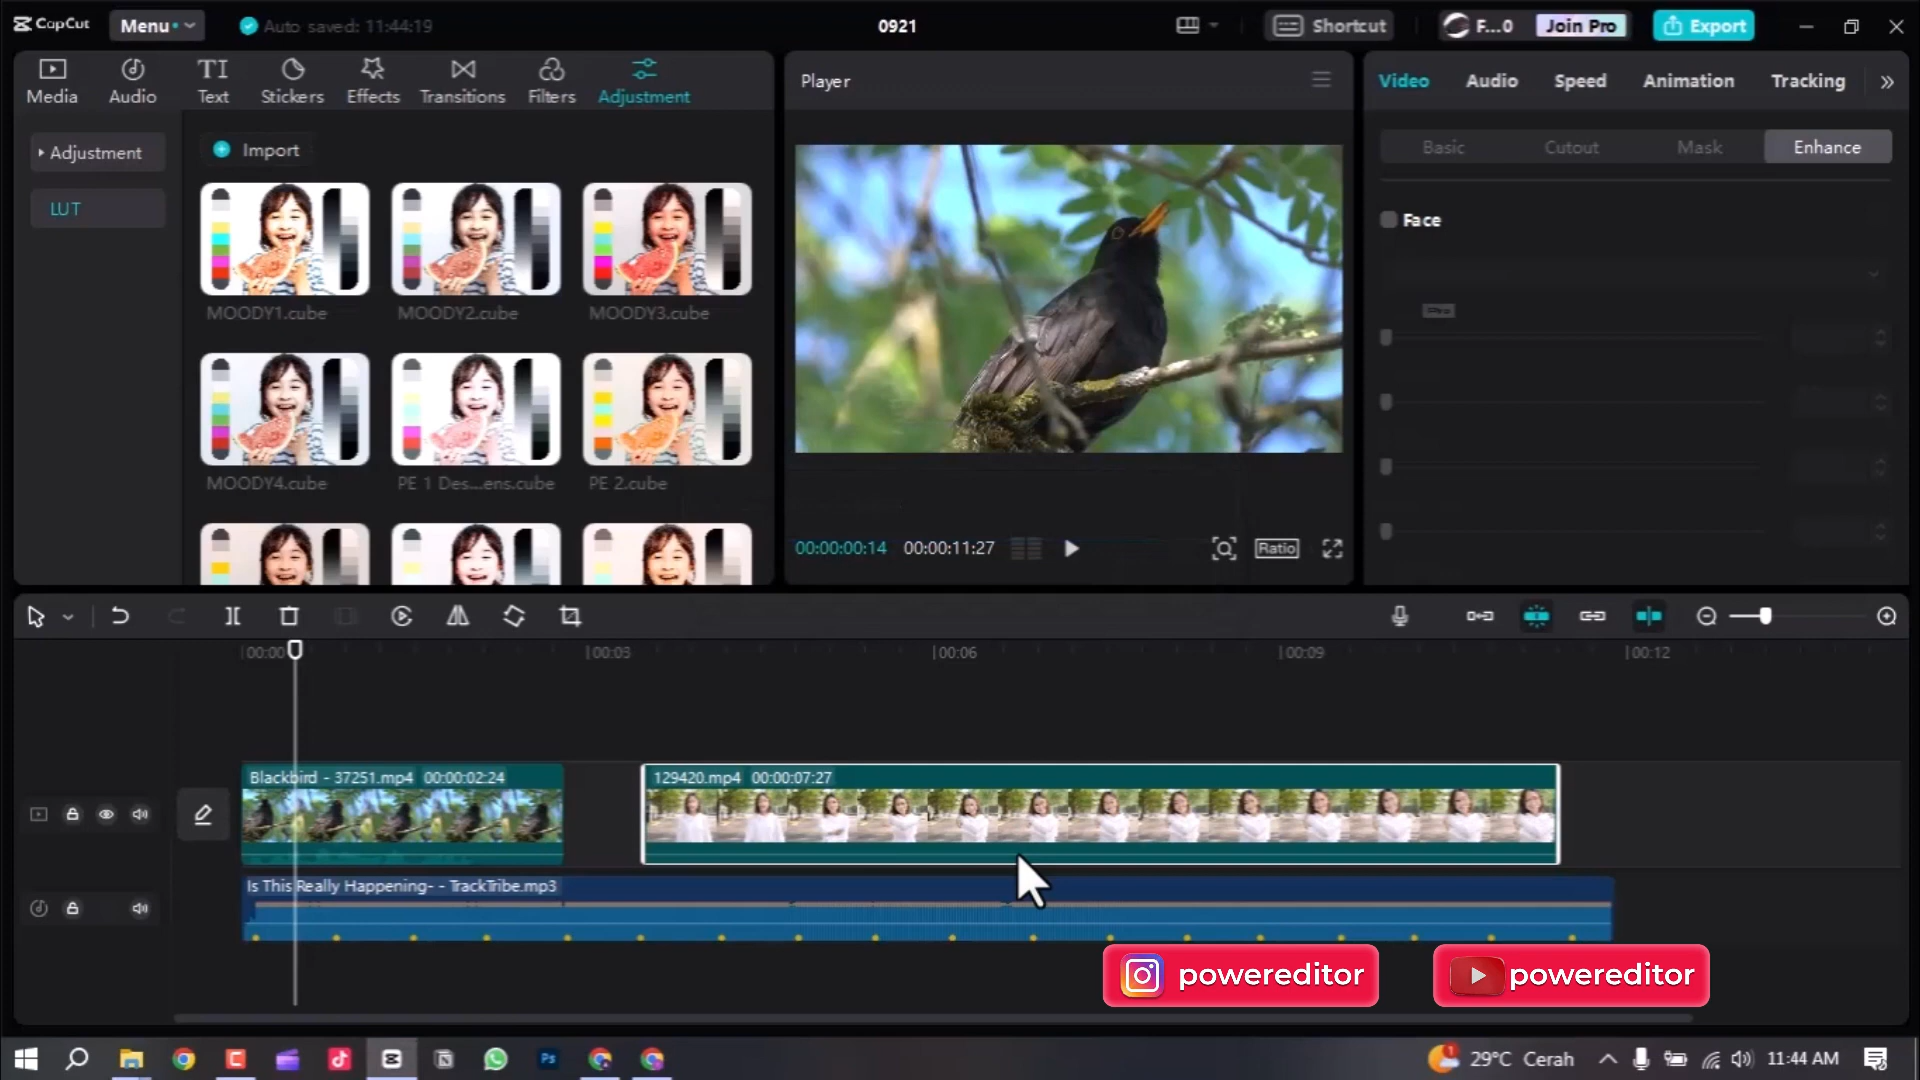 CapCut
Menu
Auto saved: 11:44:19
0921
Shortcut
F...0
Join Pro
Export
Media
Audio
Text
Stickers
Effects
Transitions
Filters
Adjustment
Player
Video
Audio
Speed
Animation
Tracking
Adjustment
LUT
Import
Basic
Cutout
Mask
Enhance
Face
Pro
MOODY1.cube
MOODY2.cube
MOODY3.cube
MOODY4.cube
PE 1 Des...ens.cube
PE 2.cube
00:00:00:14
00:00:11:27
Ratio
00:00
00:03
00:06
00:09
00:12
Blackbird - 37251.mp4 00:00:02:24
129420.mp4 00:00:07:27
Is This Really Happening- - TrackTribe.mp3
powereditor
powereditor
Ps
29°C Cerah
11:44 AM